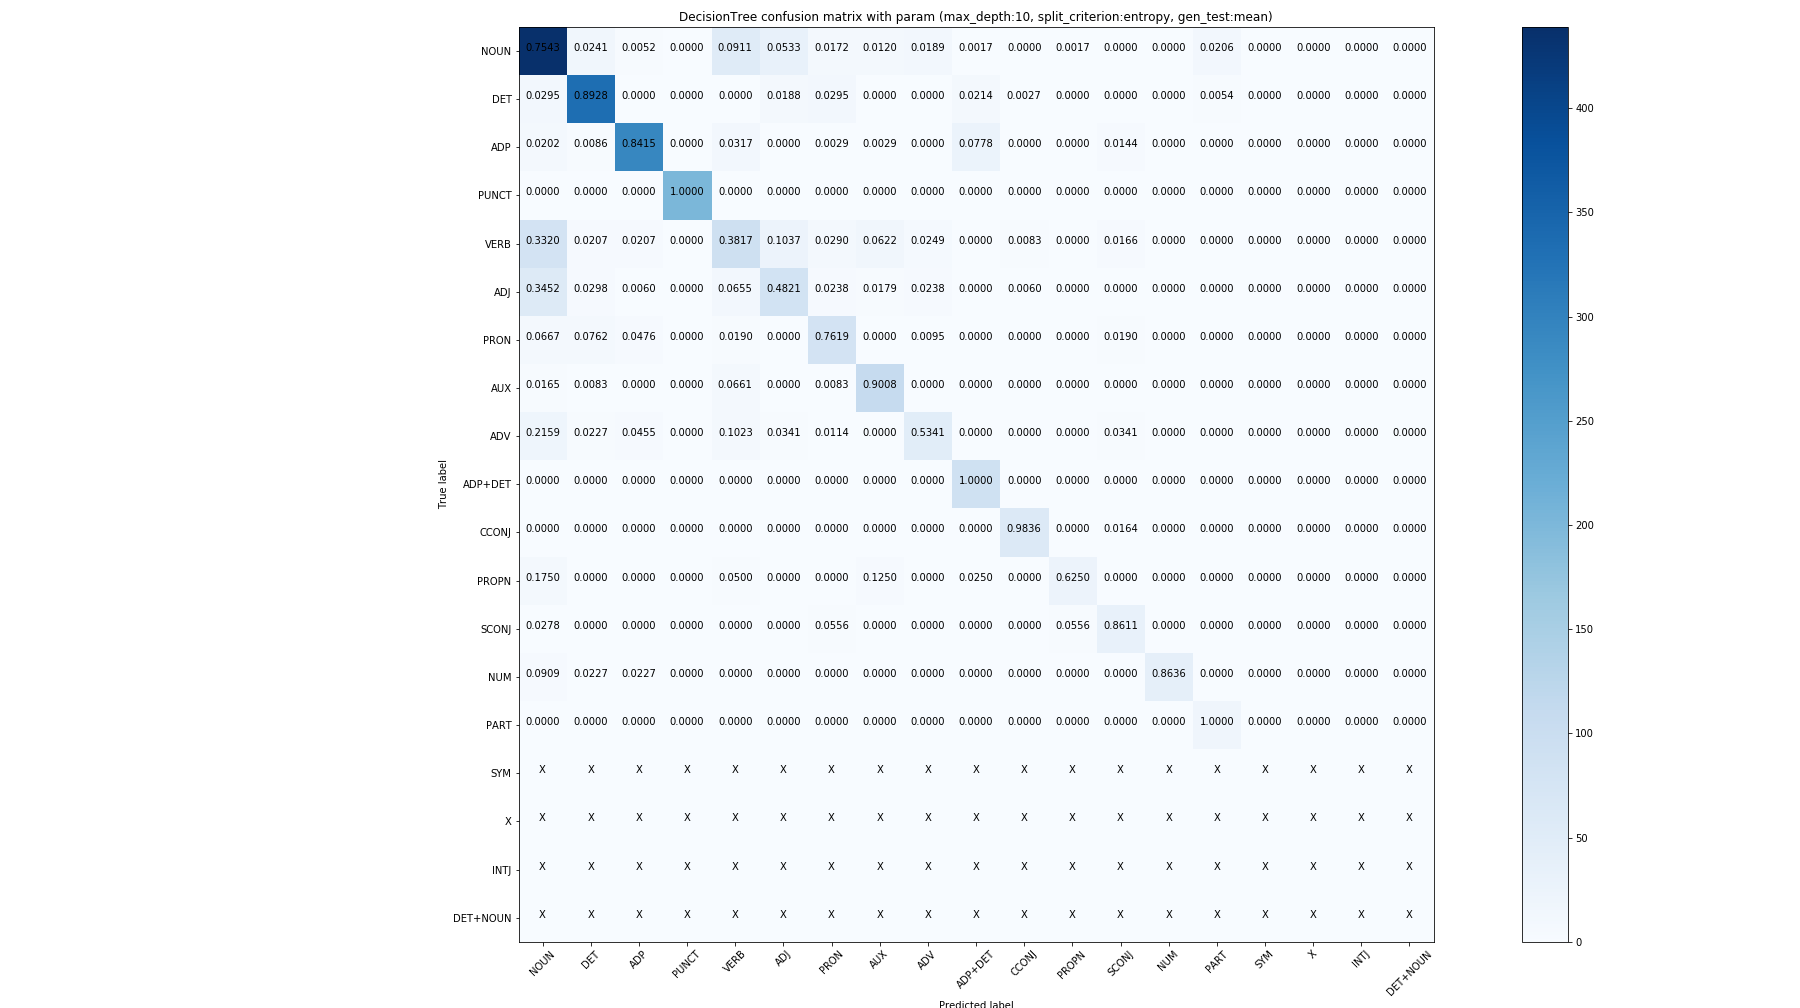 DecisionTree confusion matrix with param (max_depth:10, split_criterion:entropy, gen_test:mean)
NOUN 0.7543 0.0241 0.0052 0.0000 0.0911 0.0533 0.0172 0.0120 0.0189 0.0017 0.0000 0.0017 0.0000 0.0000 0.0206 0.0000 0.0000 0.0000 0.0000
DET 0.0295 0.8928 0.0000 0.0000 0.0000 0.0188 0.0295 0.0000 0.0000 0.0214 0.0027 0.0000 0.0000 0.0000 0.0054 0.0000 0.0000 0.0000 0.0000
400
ADP 0.0202 0.0086 0.8415 0.0000 0.0317 0.0000 0.0029 0.0029 0.0000 0.0778 0.0000 0.0000 0.0144 0.0000 0.0000 0.0000 0.0000 0.0000 0.0000
PUNCT 0.0000 0.0000 0.0000 1.0000 0.0000 0.0000 0.0000 0.0000 0.0000 0.0000 0.0000 0.0000 0.0000 0.0000 0.0000 0.0000 0.0000 0.0000 0.0000
350
VERB 0.3320 0.0207 0.0207 0.0000 0.3817 0.1037 0.0290 0.0622 0.0249 0.0000 0.0083 0.0000 0.0166 0.0000 0.0000 0.0000 0.0000 0.0000 0.0000
ADJ 0.3452 0.0298 0.0060 0.0000 0.0655 0.4821 0.0238 0.0179 0.0238 0.0000 0.0060 0.0000 0.0000 0.0000 0.0000 0.0000 0.0000 0.0000 0.0000
300
PRON 0.0667 0.0762 0.0476 0.0000 0.0190 0.0000 0.7619 0.0000 0.0095 0.0000 0.0000 0.0000 0.0190 0.0000 0.0000 0.0000 0.0000 0.0000 0.0000
AUX 0.0165 0.0083 0.0000 0.0000 0.0661 0.0000 0.0083 0.9008 0.0000 0.0000 0.0000 0.0000 0.0000 0.0000 0.0000 0.0000 0.0000 0.0000 0.0000
250
ADV 0.2159 0.0227 0.0455 0.0000 0.1023 0.0341 0.0114 0.0000 0.5341 0.0000 0.0000 0.0000 0.0341 0.0000 0.0000 0.0000 0.0000 0.0000 0.0000
True label
ADP+DET 0.0000 0.0000 0.0000 0.0000 0.0000 0.0000 0.0000 0.0000 0.0000 1.0000 0.0000 0.0000 0.0000 0.0000 0.0000 0.0000 0.0000 0.0000 0.0000
200
CCONJ 0.0000 0.0000 0.0000 0.0000 0.0000 0.0000 0.0000 0.0000 0.0000 0.0000 0.9836 0.0000 0.0164 0.0000 0.0000 0.0000 0.0000 0.0000 0.0000
PROPN 0.1750 0.0000 0.0000 0.0000 0.0500 0.0000 0.0000 0.1250 0.0000 0.0250 0.0000 0.6250 0.0000 0.0000 0.0000 0.0000 0.0000 0.0000 0.0000
SCONJ 0.0278 0.0000 0.0000 0.0000 0.0000 0.0000 0.0556 0.0000 0.0000 0.0000 0.0000 0.0556 0.8611 0.0000 0.0000 0.0000 0.0000 0.0000 0.0000
150
NUM 0.0909 0.0227 0.0227 0.0000 0.0000 0.0000 0.0000 0.0000 0.0000 0.0000 0.0000 0.0000 0.0000 0.8636 0.0000 0.0000 0.0000 0.0000 0.0000
PART 0.0000 0.0000 0.0000 0.0000 0.0000 0.0000 0.0000 0.0000 0.0000 0.0000 0.0000 0.0000 0.0000 0.0000 1.0000 0.0000 0.0000 0.0000 0.0000
100
SYM X X X X X X X X X X X X X X X X X X X
X X X X X X X X X X X X X X X X X X X X
50
INTJ X X X X X X X X X X X X X X X X X X X
DET+NOUN X X X X X X X X X X X X X X X X X X X
0
NOUN DET ADP PUNCT VERB ADJ PRON AUX ADV ADP+DET CCONJ PROPN SCONJ NUM PART SYM X INTJ DET+NOUN
Predicted label